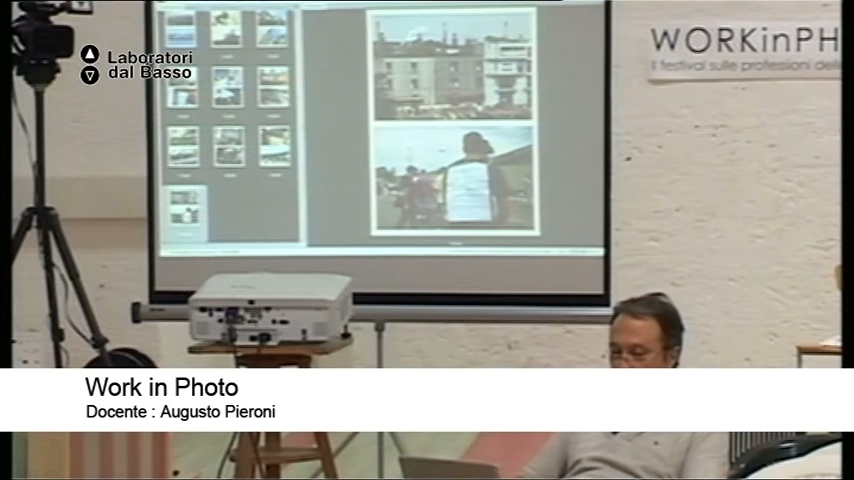 Laboratori
dal Basso
WORKinPH
Il festival sulle professioni dell
Work in Photo
Docente : Augusto Pieroni